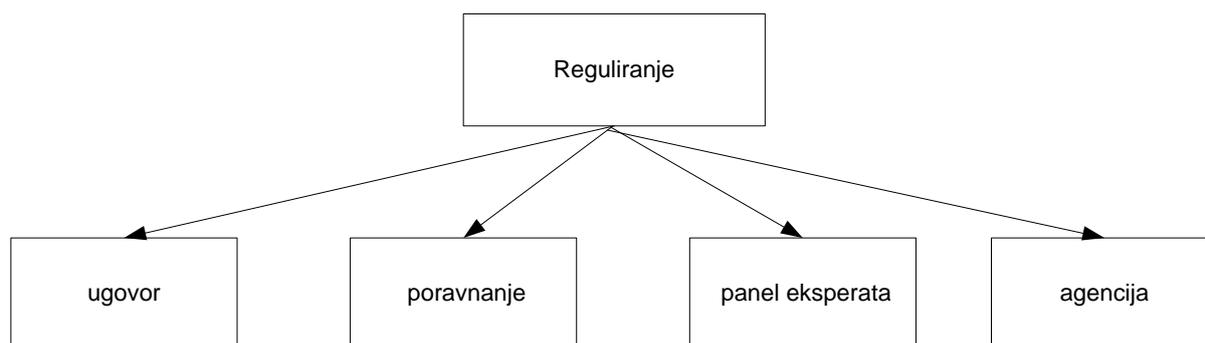 Reguliranje
ugovor
poravnanje
panel eksperata
agencija